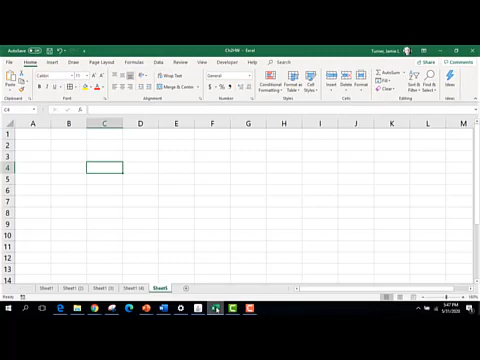 AutoSave Off Ch2HW - Excel Turner, Jamie L
File Home Insert Draw Page Layout Formulas Data Review View Help Search Share Comments
Paste Calibri 11 Wrap Text General Conditional Formatting Format as Table Cell Styles Insert Delete Format AutoSum Fill Clear Sort & Filter Find & Select
B I U Merge & Center $ %
Clipboard Font Alignment Number Styles Cells Editing
C4 fx
A B C D E F G H I J K L M
1
2
3
4
5
6
7
8
9
10
11
12
13
14
Sheet1 Sheet1 (2) Sheet1 (3) Sheet1 (4) Sheet5
160%
5:47 PM
5/31/2020